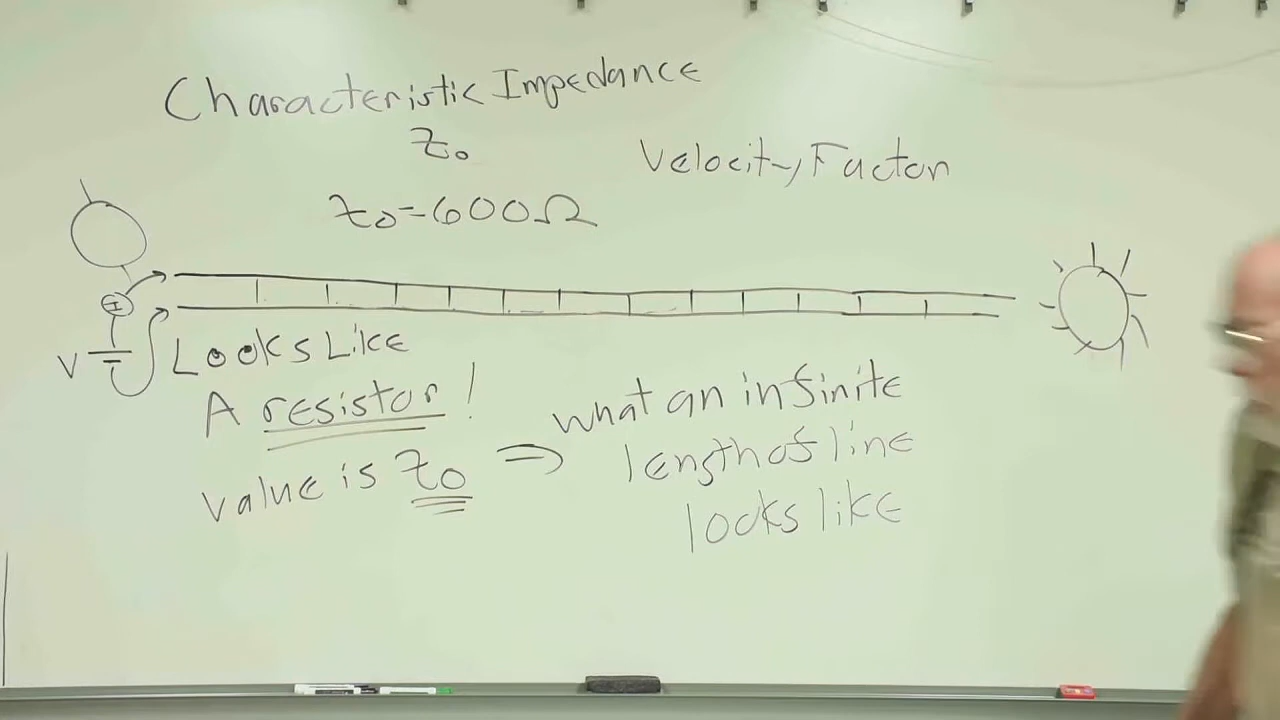 Characteristic Impedance
Z₀
Velocity Factor
Z₀=600Ω
I
V
Looks Like
A resistor!
value is Z₀ ⇒ what an infinite
length of line
looks like